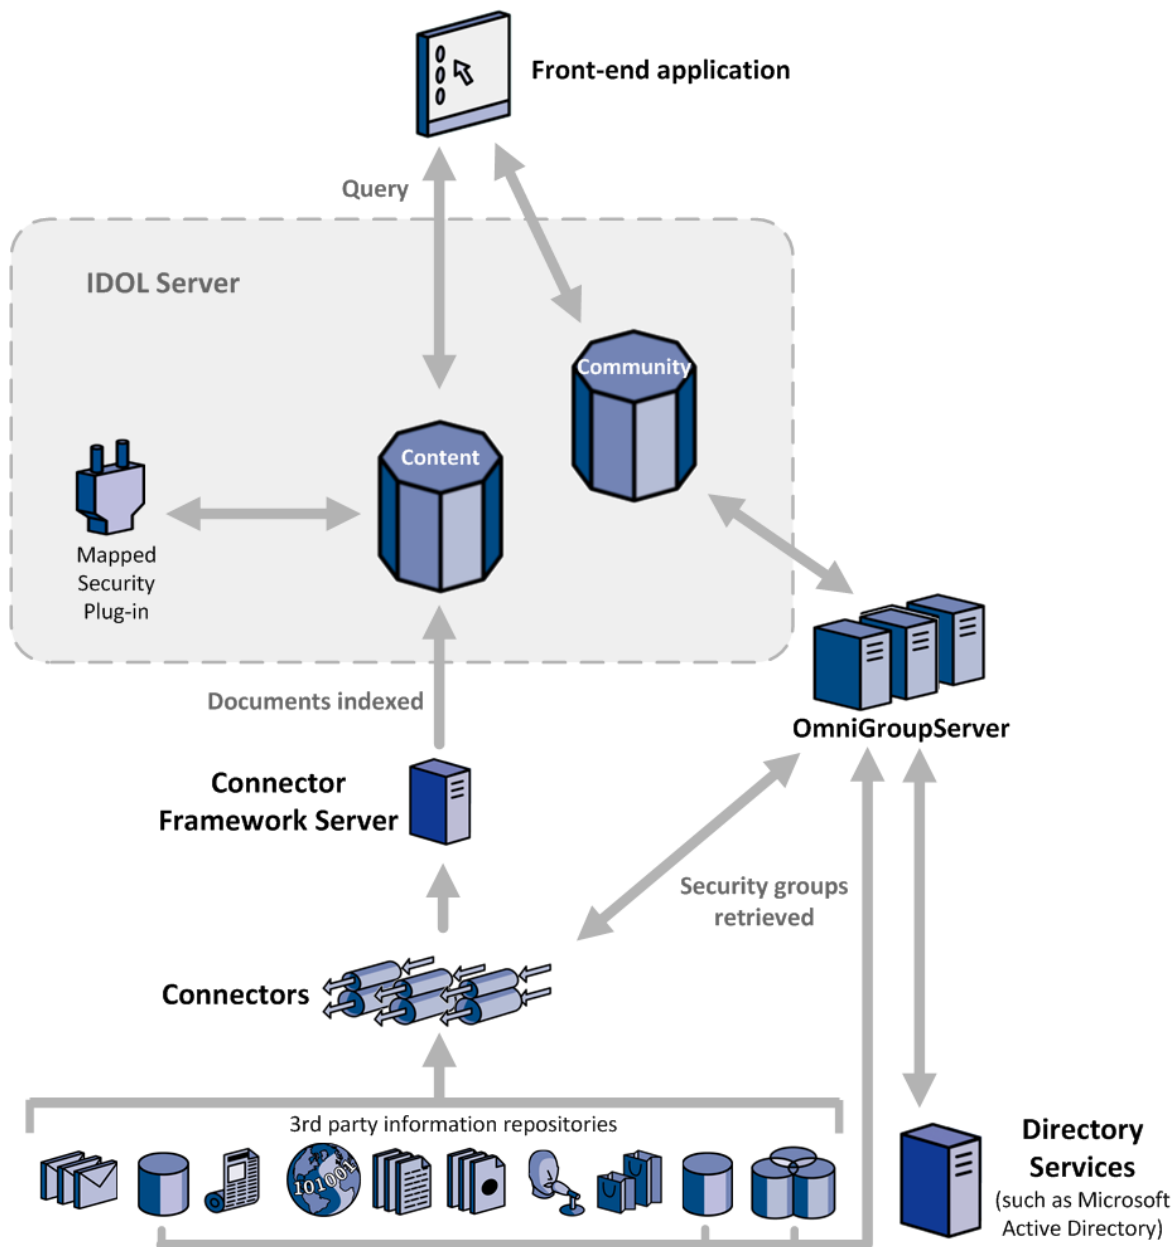 Front-end application
Query
IDOL Server
Community
Content
Mapped
Security
Plug-in
OmniGroupServer
Documents indexed
Connector
Framework Server
Security groups
retrieved
Connectors
3rd party information repositories
101001
Directory
Services
(such as Microsoft
Active Directory)